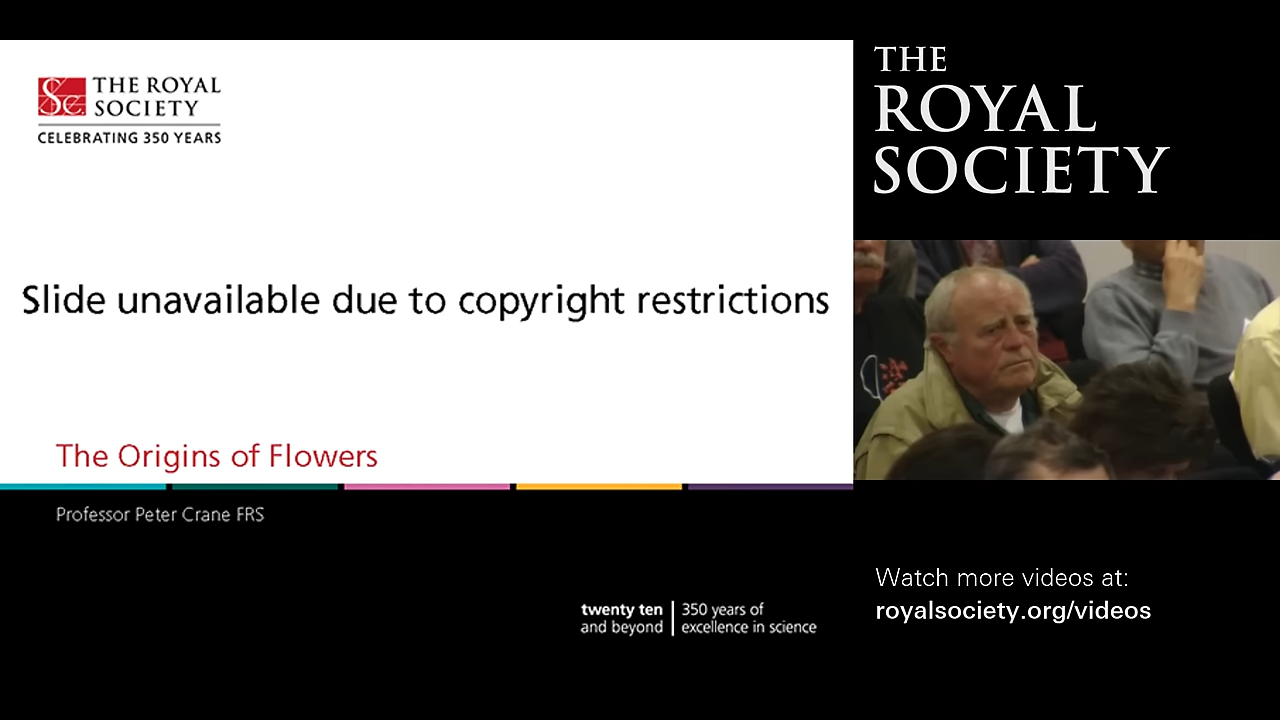 THE ROYAL
SOCIETY
CELEBRATING 350 YEARS
Slide unavailable due to copyright restrictions
The Origins of Flowers
Professor Peter Crane FRS
twenty ten
and beyond
350 years of
excellence in science
THE
ROYAL
SOCIETY
Watch more videos at:
royalsociety.org/videos